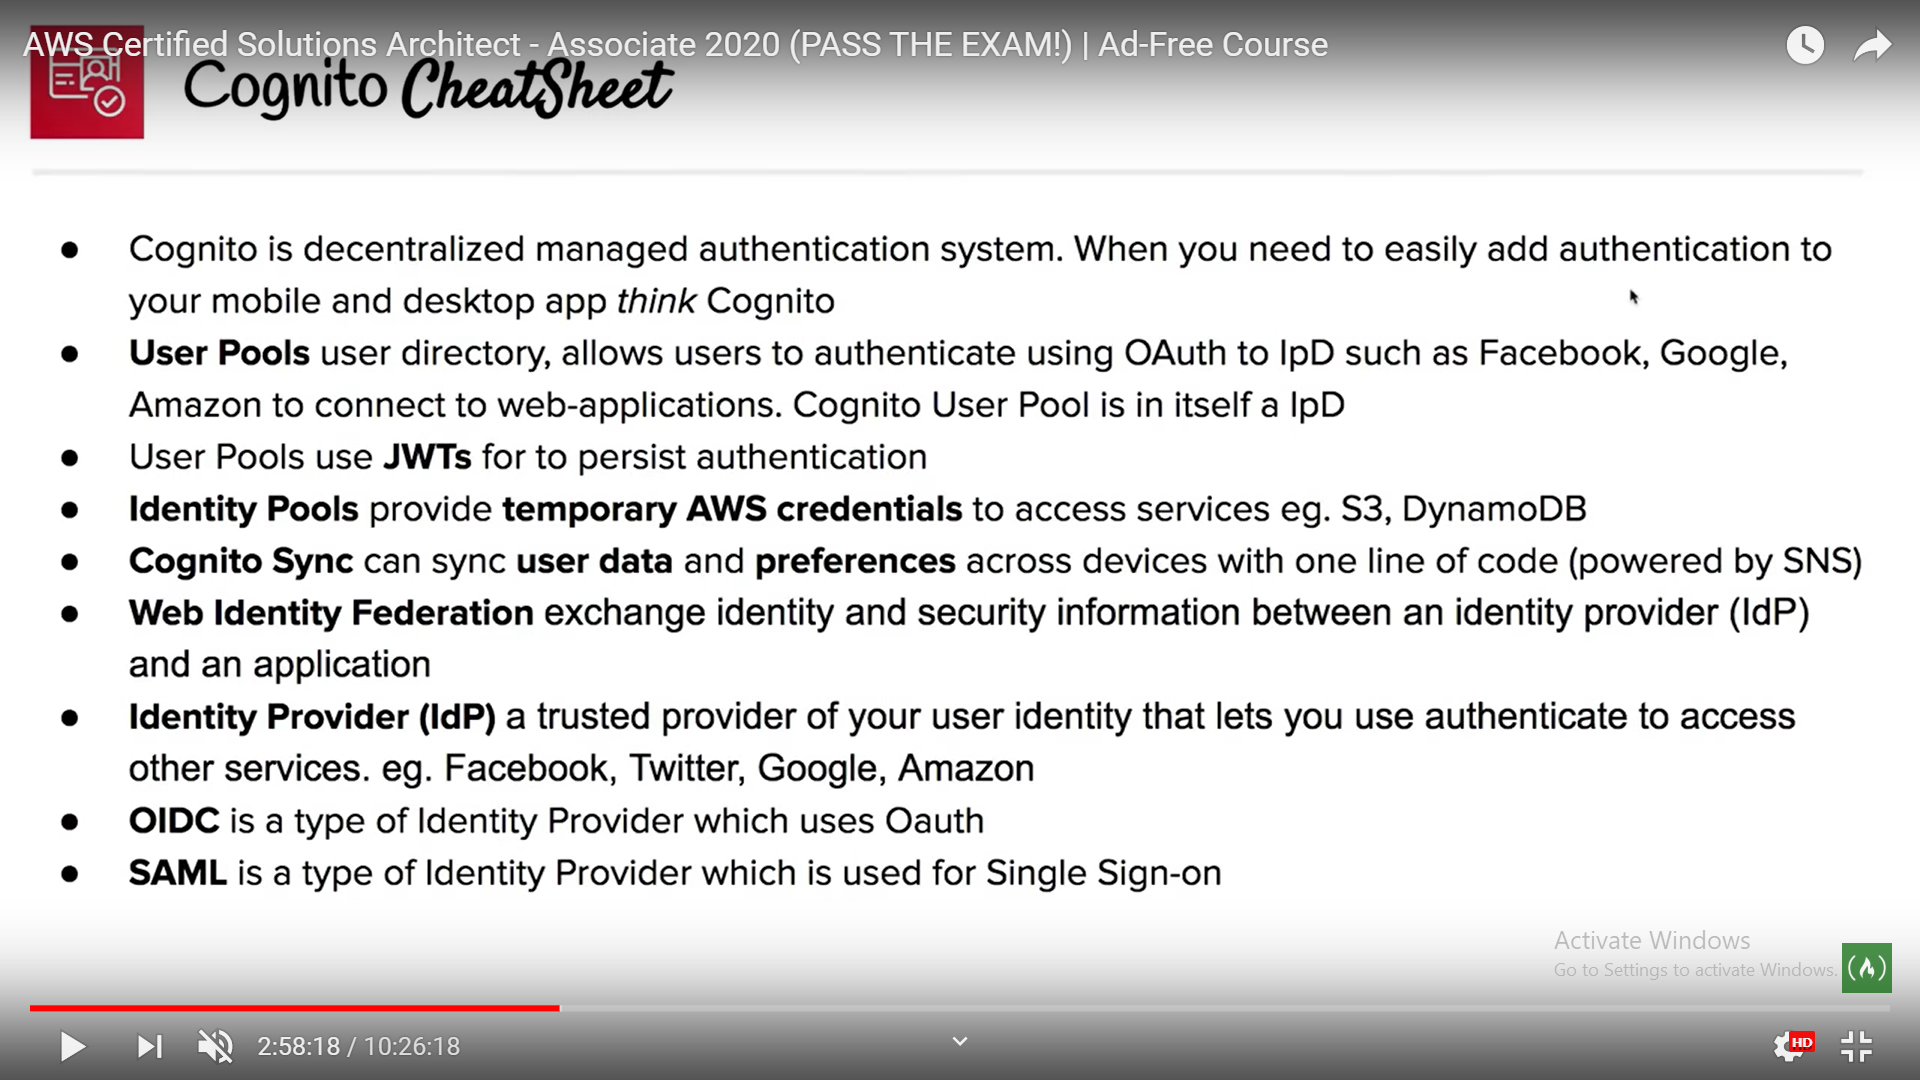 AWS Certified Solutions Architect - Associate 2020 (PASS THE EXAM!) | Ad-Free Course
Cognito CheatSheet
● Cognito is decentralized managed authentication system. When you need to easily add authentication to
your mobile and desktop app think Cognito
● User Pools user directory, allows users to authenticate using OAuth to IpD such as Facebook, Google,
Amazon to connect to web-applications. Cognito User Pool is in itself a IpD
● User Pools use JWTs for to persist authentication
● Identity Pools provide temporary AWS credentials to access services eg. S3, DynamoDB
● Cognito Sync can sync user data and preferences across devices with one line of code (powered by SNS)
● Web Identity Federation exchange identity and security information between an identity provider (IdP)
and an application
● Identity Provider (IdP) a trusted provider of your user identity that lets you use authenticate to access
other services. eg. Facebook, Twitter, Google, Amazon
● OIDC is a type of Identity Provider which uses Oauth
● SAML is a type of Identity Provider which is used for Single Sign-on
Activate Windows
Go to Settings to activate Windows.
2:58:18 / 10:26:18
HD